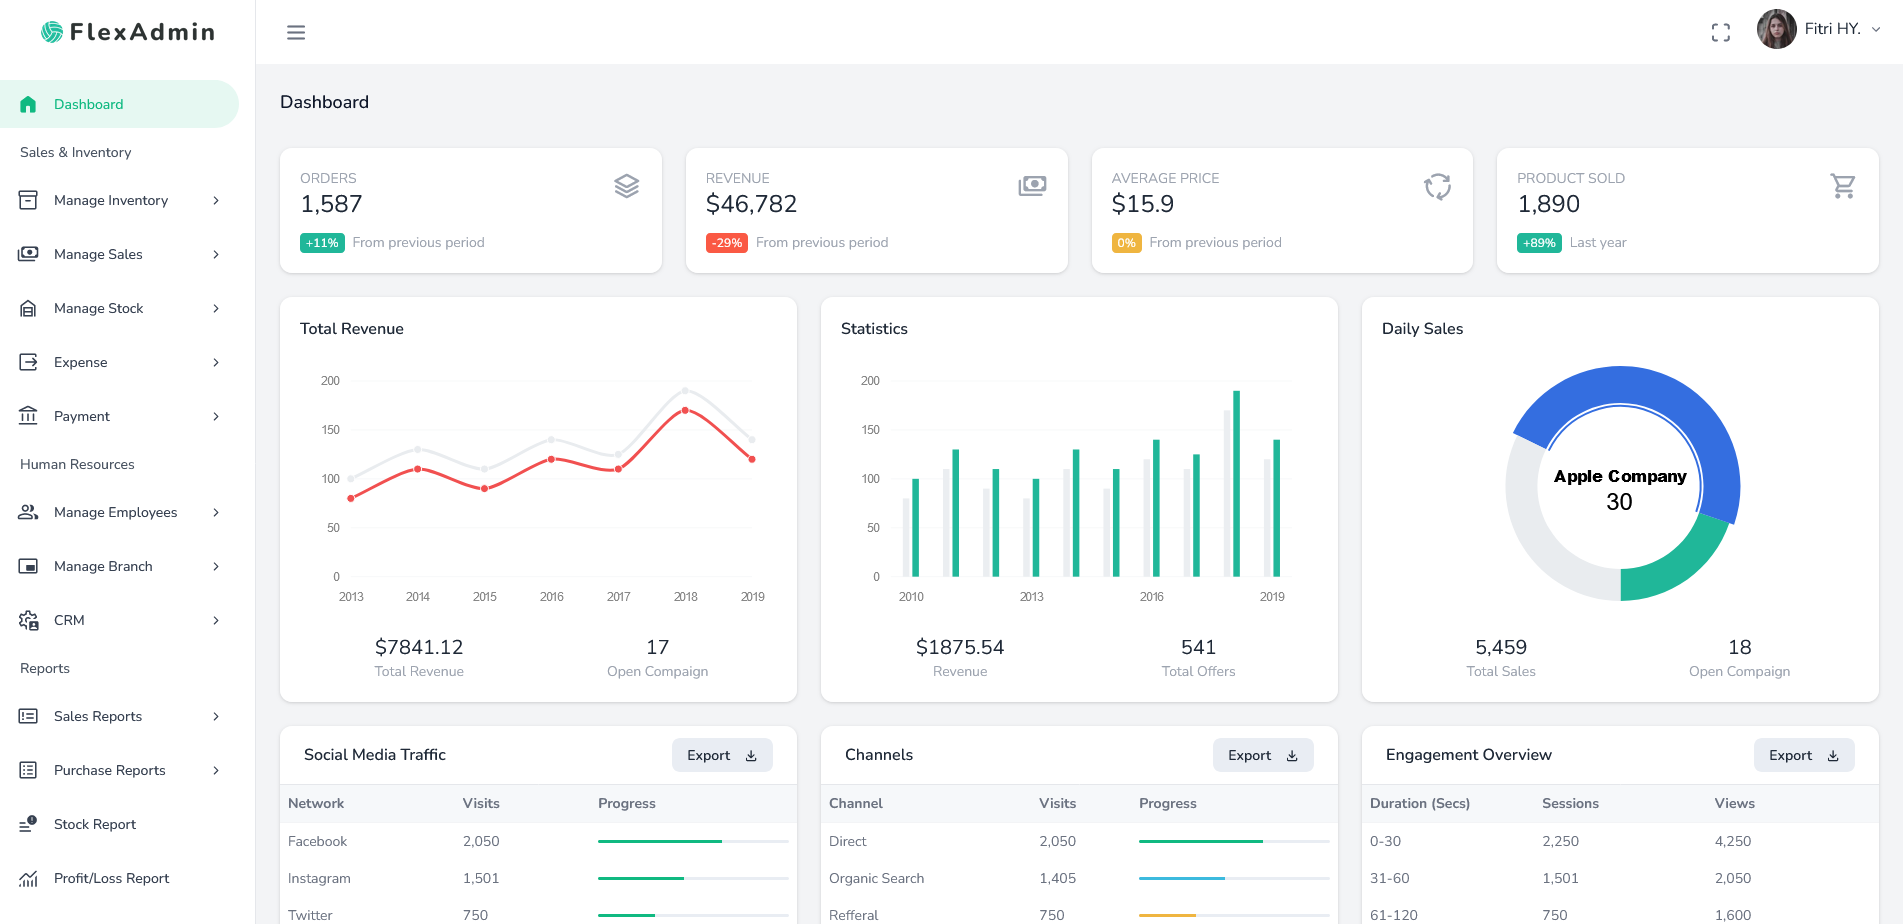 FlexAdmin
Fitri HY.
Dashboard
Sales & Inventory
Manage Inventory
Manage Sales
Manage Stock
Expense
Payment
Human Resources
Manage Employees
Manage Branch
CRM
Reports
Sales Reports
Purchase Reports
Stock Report
Profit/Loss Report
Dashboard
ORDERS
1,587
+11% From previous period
REVENUE
$46,782
-29% From previous period
AVERAGE PRICE
$15.9
0% From previous period
PRODUCT SOLD
1,890
+89% Last year
Total Revenue
200
150
100
50
0
2013 2014 2015 2016 2017 2018 2019
$7841.12 17
Total Revenue Open Compaign
Statistics
200
150
100
50
0
2010 2013 2016 2019
$1875.54 541
Revenue Total Offers
Daily Sales
Apple Company
30
5,459 18
Total Sales Open Compaign
Social Media Traffic Export
Network Visits Progress
Facebook 2,050
Instagram 1,501
Twitter 750
Channels Export
Channel Visits Progress
Direct 2,050
Organic Search 1,405
Refferal 750
Engagement Overview Export
Duration (Secs) Sessions Views
0-30 2,250 4,250
31-60 1,501 2,050
61-120 750 1,600